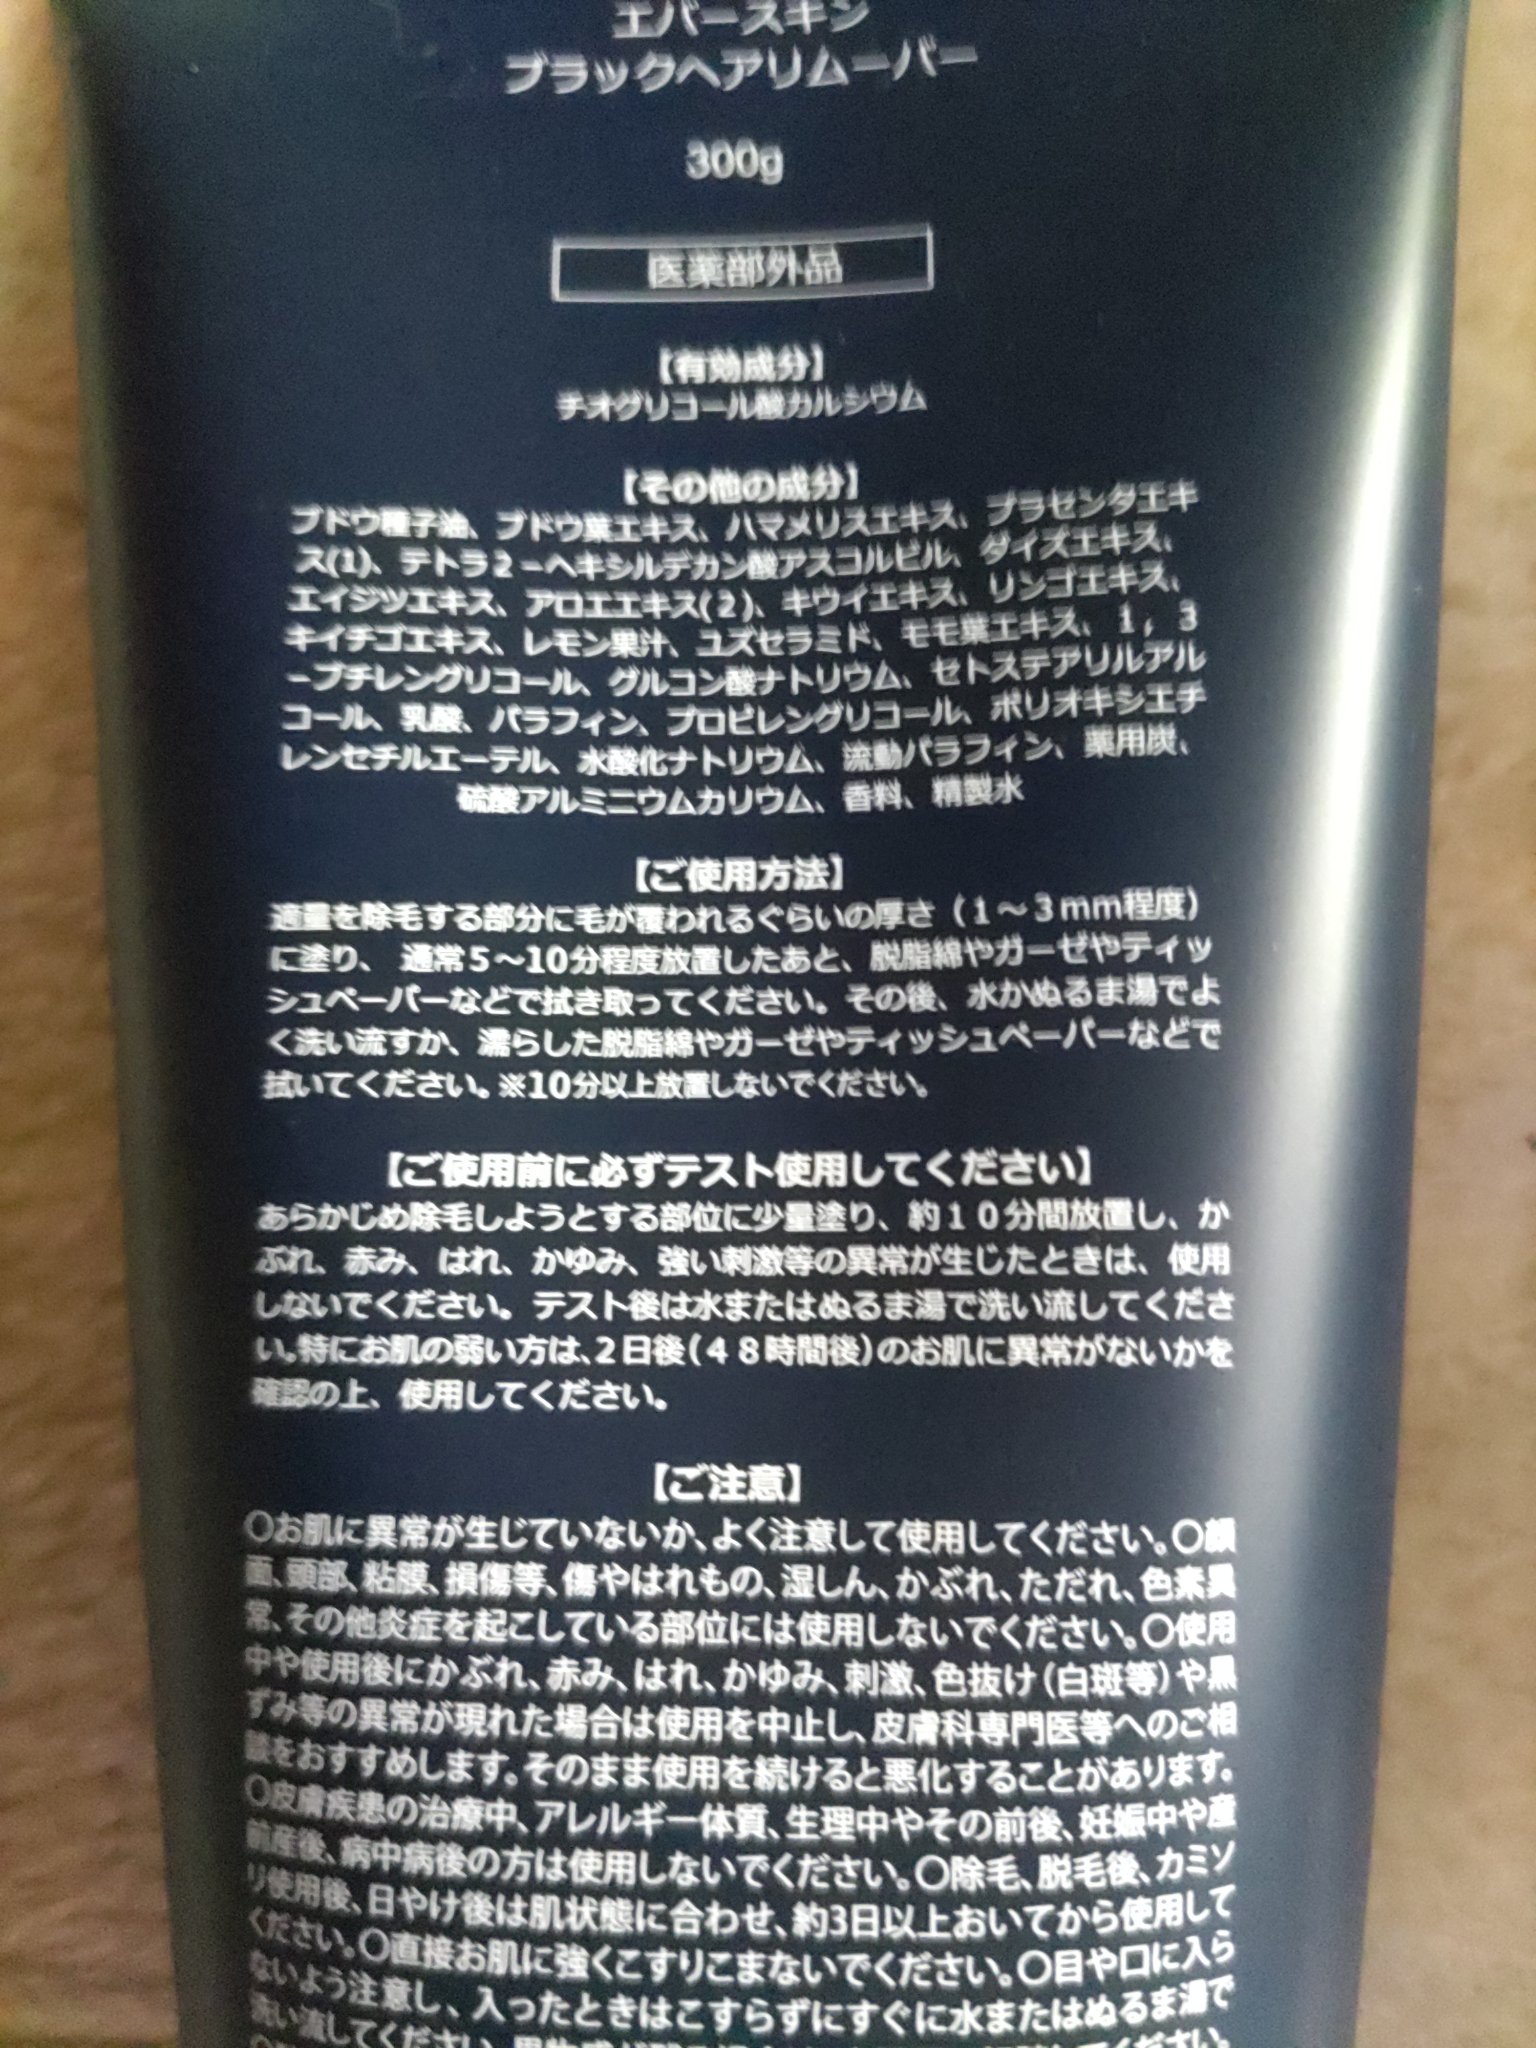 エバースキン
ブラックヘアリムーバー
300g
医薬部外品
【有効成分】
チオグリコール酸カルシウム
【その他の成分】
ブドウ種子油、ブドウ葉エキス、ハマメリスエキス、プラセンタエキ
ス(1)、テトラ2－ヘキシルデカン酸アスコルビル、ダイズエキス、
エイジツエキス、アロエエキス(2)、キウイエキス、リンゴエキス、
キイチゴエキス、レモン果汁、ユズセラミド、モモ葉エキス、１，３
－ブチレングリコール、グルコン酸ナトリウム、セトステアリルアル
コール、乳酸、パラフィン、プロピレングリコール、ポリオキシエチ
レンセチルエーテル、水酸化ナトリウム、流動パラフィン、薬用炭、
硫酸アルミニウムカリウム、香料、精製水
【ご使用方法】
適量を除毛する部分に毛が覆われるぐらいの厚さ（１～３mm程度）
に塗り、 通常５～10分程度放置したあと、脱脂綿やガーゼやティッ
シュペーパーなどで拭き取ってください。その後、水かぬるま湯でよ
く洗い流すか、濡らした脱脂綿やガーゼやティッシュペーパーなどで
拭いてください。※10分以上放置しないでください。
【ご使用前に必ずテスト使用してください】
あらかじめ除毛しようとする部位に少量塗り、約１０分間放置し、か
ぶれ、赤み、はれ、かゆみ、強い刺激等の異常が生じたときは、使用
しないでください。テスト後は水またはぬるま湯で洗い流してくださ
い。特にお肌の弱い方は、２日後（４８時間後）のお肌に異常がないかを
確認の上、使用してください。
【ご注意】
〇お肌に異常が生じていないか、よく注意して使用してください。〇顔
面、頭部、粘膜、損傷等、傷やはれもの、湿しん、かぶれ、ただれ、色素異
常、その他炎症を起こしている部位には使用しないでください。〇使用
中や使用後にかぶれ、赤み、はれ、かゆみ、刺激、色抜け（白斑等）や黒
ずみ等の異常が現れた場合は使用を中止し、皮膚科専門医等へのご相
談をおすすめします。そのまま使用を続けると悪化することがあります。
〇皮膚疾患の治療中、アレルギー体質、生理中やその前後、妊娠中や産
前産後、病中病後の方は使用しないでください。〇除毛、脱毛後、カミソ
リ使用後、日やけ後は肌状態に合わせ、約3日以上おいてから使用して
ください。〇直接お肌に強くこすりこまないでください。〇目や口に入ら
ないよう注意し、入ったときはこすらずにすぐに水またはぬるま湯で
洗い流してください。